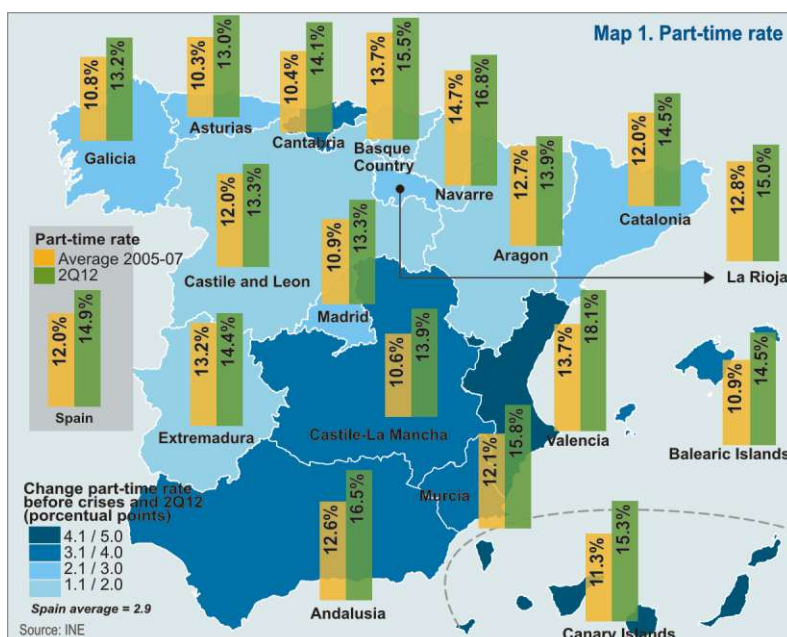 Map 1. Part-time rate
10.8%
13.2%
Galicia
10.3%
13.0%
Asturias
10.4%
14.1%
Cantabria
13.7%
15.5%
Basque
Country
14.7%
16.8%
Navarre
12.7%
13.9%
Aragon
12.0%
14.5%
Catalonia
12.8%
15.0%
La Rioja
12.0%
13.3%
Castile and Leon
10.9%
13.3%
Madrid
Part-time rate
Average 2005-07
2Q12
12.0%
14.9%
Spain
13.2%
14.4%
Extremadura
10.6%
13.9%
Castile-La Mancha
13.7%
18.1%
Valencia
10.9%
14.5%
Balearic Islands
12.1%
15.8%
Murcia
12.6%
16.5%
Andalusia
11.3%
15.3%
Canary Islands
Change part-time rate
before crises and 2Q12
(porcentual points)
4.1 / 5.0
3.1 / 4.0
2.1 / 3.0
1.1 / 2.0
Spain average = 2.9
Source: INE